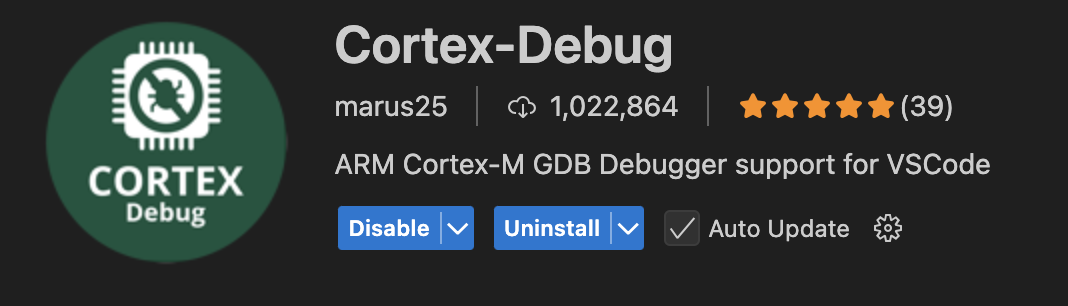 CORTEX
Debug
Cortex-Debug
marus25 1,022,864 (39)
ARM Cortex-M GDB Debugger support for VSCode
Disable Uninstall Auto Update